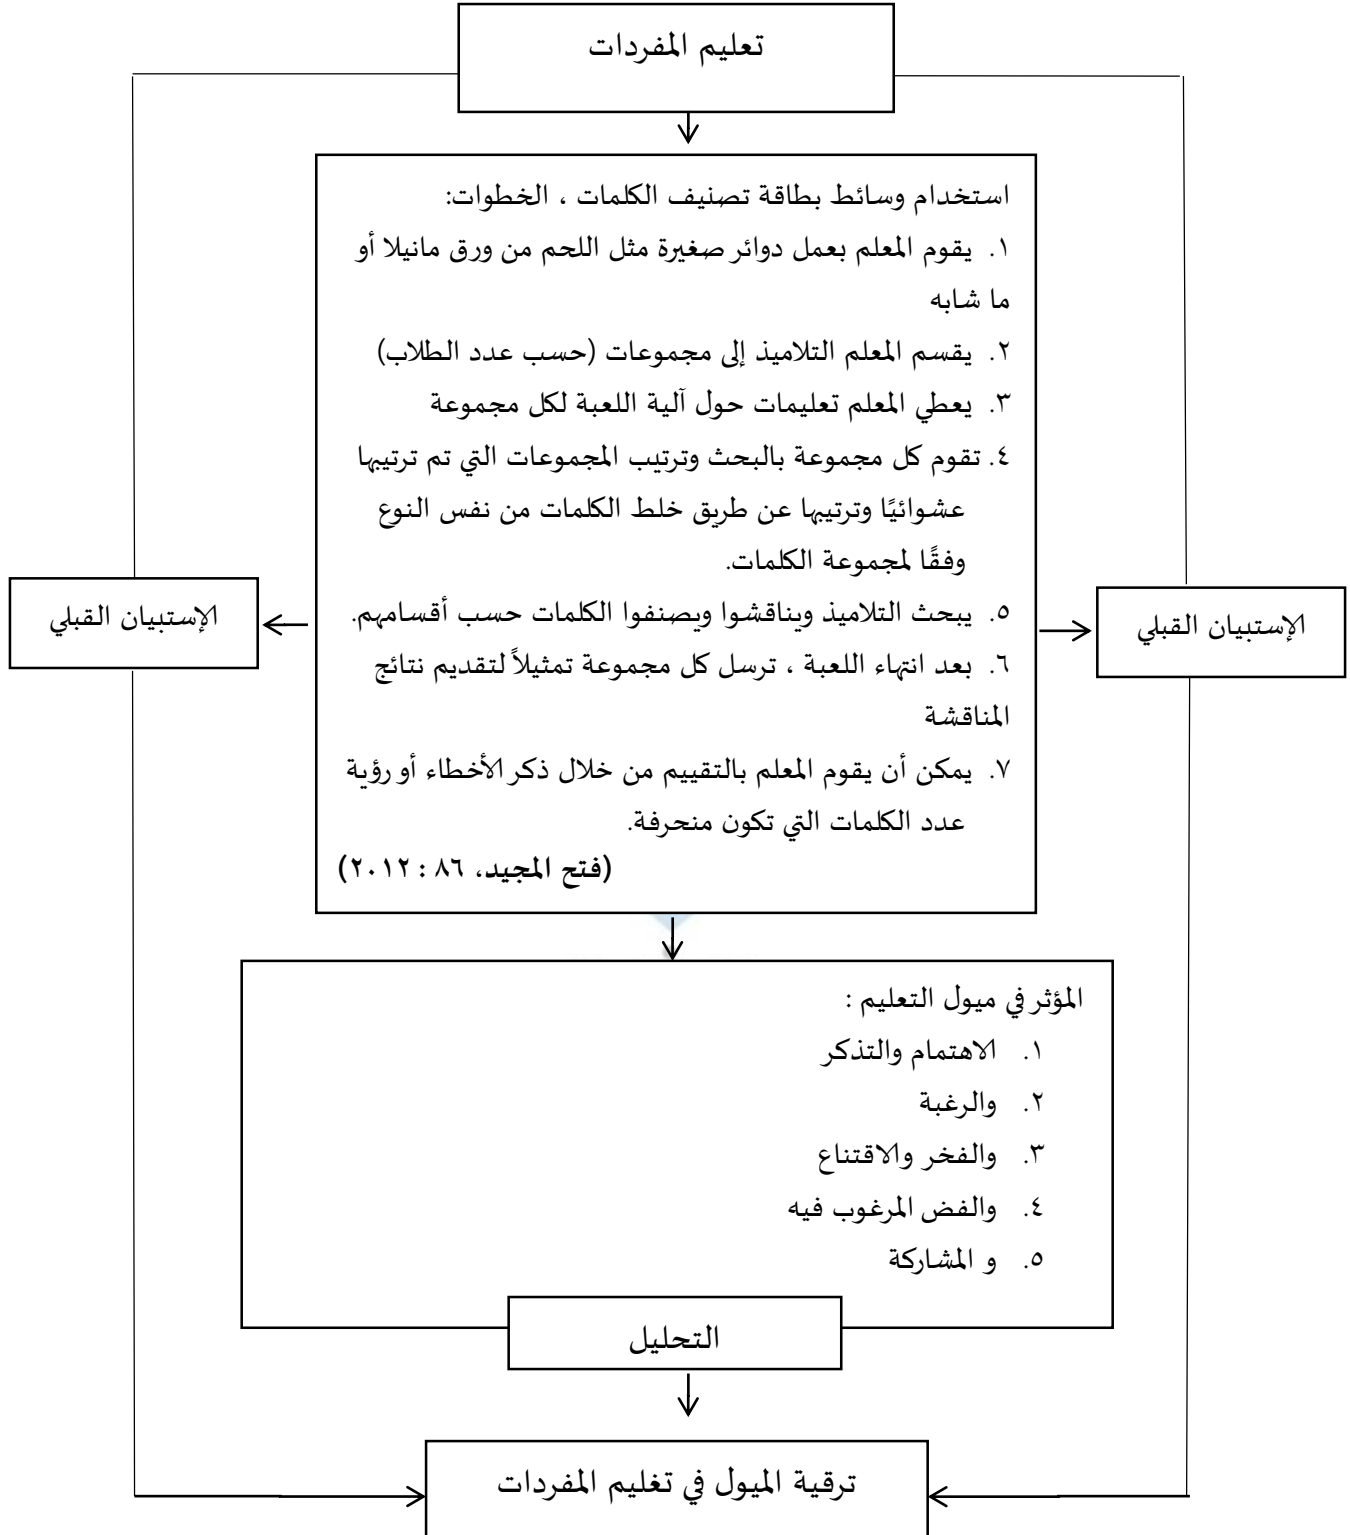 تعليم المفردات
استخدام وسائط بطاقة تصنيف الكلمات ، الخطوات:
١. يقوم المعلم بعمل دوائر صغيرة مثل اللحم من ورق مانيلا أو
ما شابه
٢. يقسم المعلم التلاميذ إلى مجموعات (حسب عدد الطلاب)
٣. يعطي المعلم تعليمات حول آلية اللعبة لكل مجموعة
٤. تقوم كل مجموعة بالبحث وترتيب المجموعات التي تم ترتيبها
عشوائيًا وترتيبها عن طريق خلط الكلمات من نفس النوع
وفقًا لمجموعة الكلمات.
٥. يبحث التلاميذ ويناقشوا ويصنفوا الكلمات حسب أقسامهم.
٦. بعد انتهاء اللعبة ، ترسل كل مجموعة تمثيلاً لتقديم نتائج
المناقشة
٧. يمكن أن يقوم المعلم بالتقييم من خلال ذكر الأخطاء أو رؤية
عدد الكلمات التي تكون منحرفة.
(فتح المجيد، ٨٦ : ٢٠١٢)
الإستبيان القبلي
الإستبيان القبلي
المؤثر في ميول التعليم :
١. الاهتمام والتذكر
٢. والرغبة
٣. والفخر والاقتناع
٤. والفض المرغوب فيه
٥. و المشاركة
التحليل
ترقية الميول في تغليم المفردات